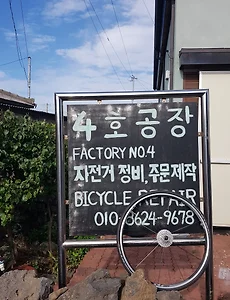 4호공장
FACTORY NO.4
자전거 정비, 주문제작
BICYCLE REPAIR
010-3624-9678